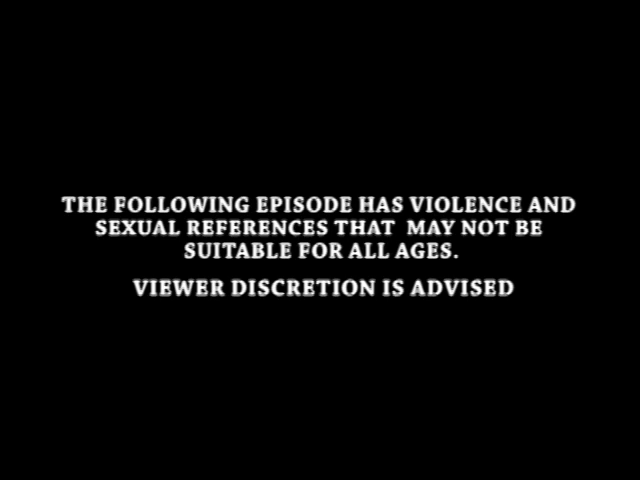 THE FOLLOWING EPISODE HAS VIOLENCE AND
SEXUAL REFERENCES THAT MAY NOT BE
SUITABLE FOR ALL AGES.
VIEWER DISCRETION IS ADVISED